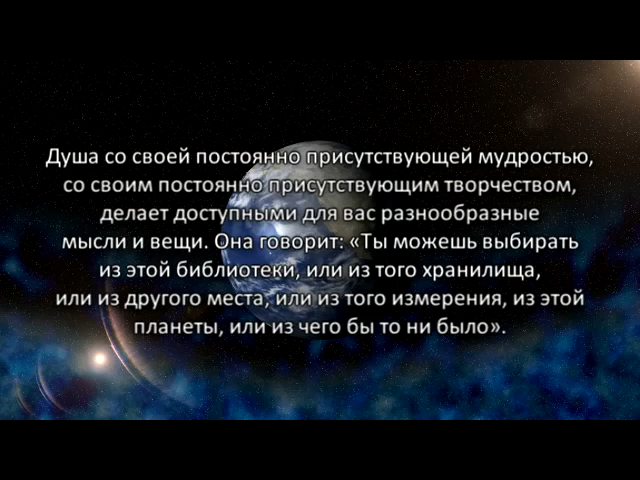 Душа со своей постоянно присутствующей мудростью,
со своим постоянно присутствующим творчеством,
делает доступными для вас разнообразные
мысли и вещи. Она говорит: «Ты можешь выбирать
из этой библиотеки, или из того хранилища,
или из другого места, или из того измерения, из этой
планеты, или из чего бы то ни было».